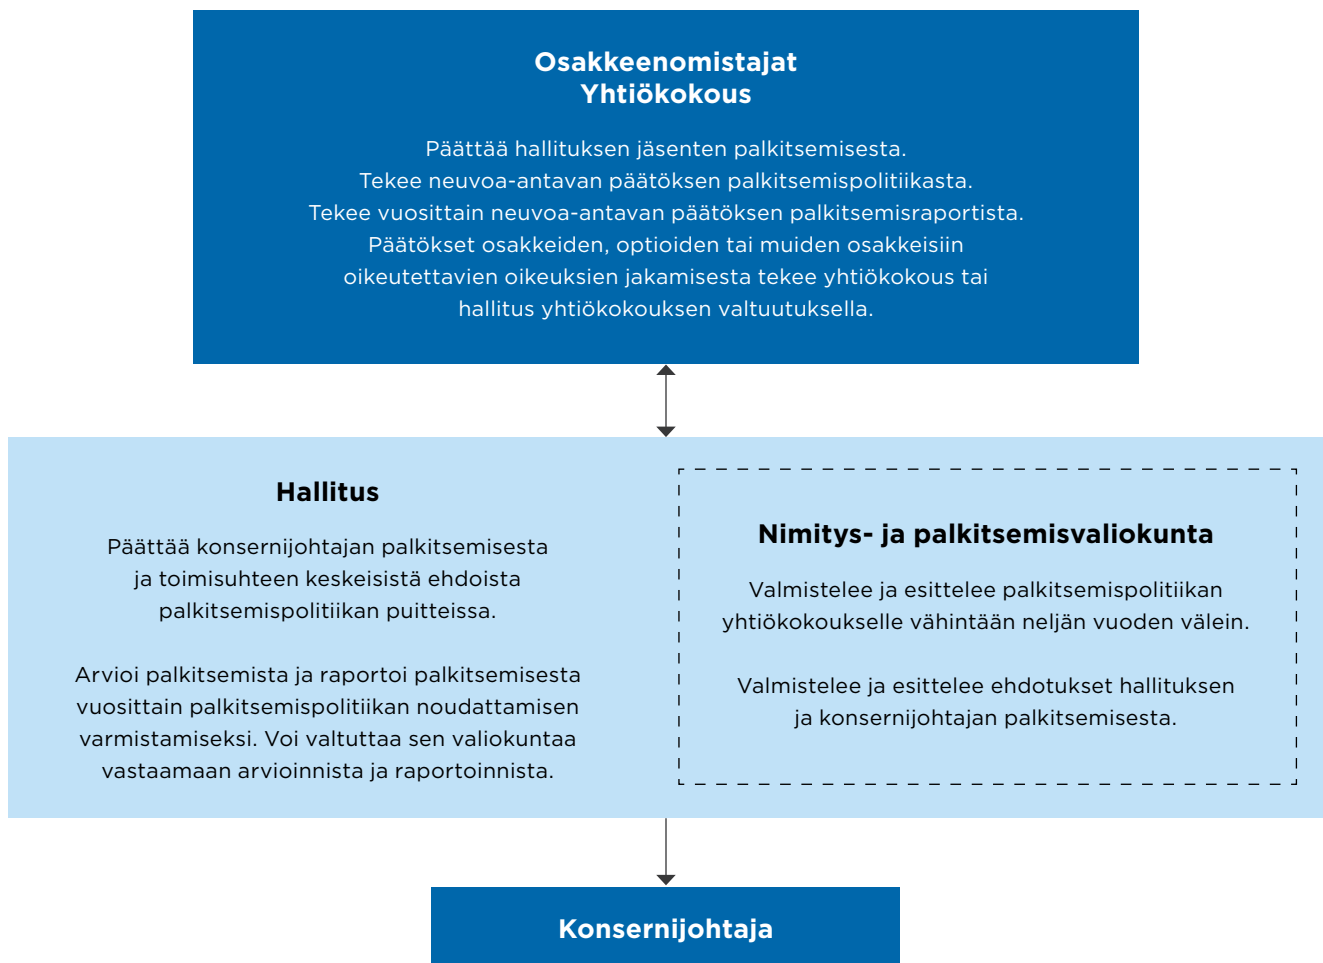 Osakkeenomistajat
Yhtiökokous
Päättää hallituksen jäsenten palkitsemisesta.
Tekee neuvoa-antavan päätöksen palkitsemispolitiikasta.
Tekee vuosittain neuvoa-antavan päätöksen palkitsemisraportista.
Päätökset osakkeiden, optioiden tai muiden osakkeisiin
oikeutettavien oikeuksien jakamisesta tekee yhtiökokous tai
hallitus yhtiökokouksen valtuutuksella.
Hallitus
Päättää konsernijohtajan palkitsemisesta
ja toimisuhteen keskeisistä ehdoista
palkitsemispolitiikan puitteissa.
Arvioi palkitsemista ja raportoi palkitsemisesta
vuosittain palkitsemispolitiikan noudattamisen
varmistamiseksi. Voi valtuttaa sen valiokuntaa
vastaamaan arvioinnista ja raportoinnista.
Nimitys- ja palkitsemisvaliokunta
Valmistelee ja esittelee palkitsemispolitiikan
yhtiökokoukselle vähintään neljän vuoden välein.
Valmistelee ja esittelee ehdotukset hallituksen
ja konsernijohtajan palkitsemisesta.
Konsernijohtaja